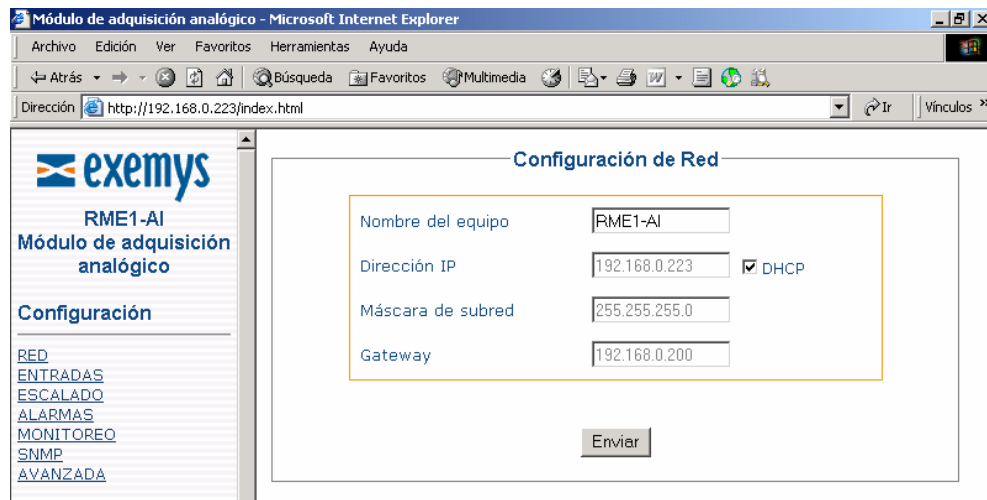 Módulo de adquisición analógico - Microsoft Internet Explorer
Archivo Edición Ver Favoritos Herramientas Ayuda
Atrás Búsqueda Favoritos Multimedia
Dirección http://192.168.0.223/index.html Ir Vínculos »
exemys
RME1-AI
Módulo de adquisición
analógico
Configuración
RED
ENTRADAS
ESCALADO
ALARMAS
MONITOREO
SNMP
AVANZADA
Configuración de Red
Nombre del equipo RME1-AI
Dirección IP 192.168.0.223 DHCP
Máscara de subred 255.255.255.0
Gateway 192.168.0.200
Enviar